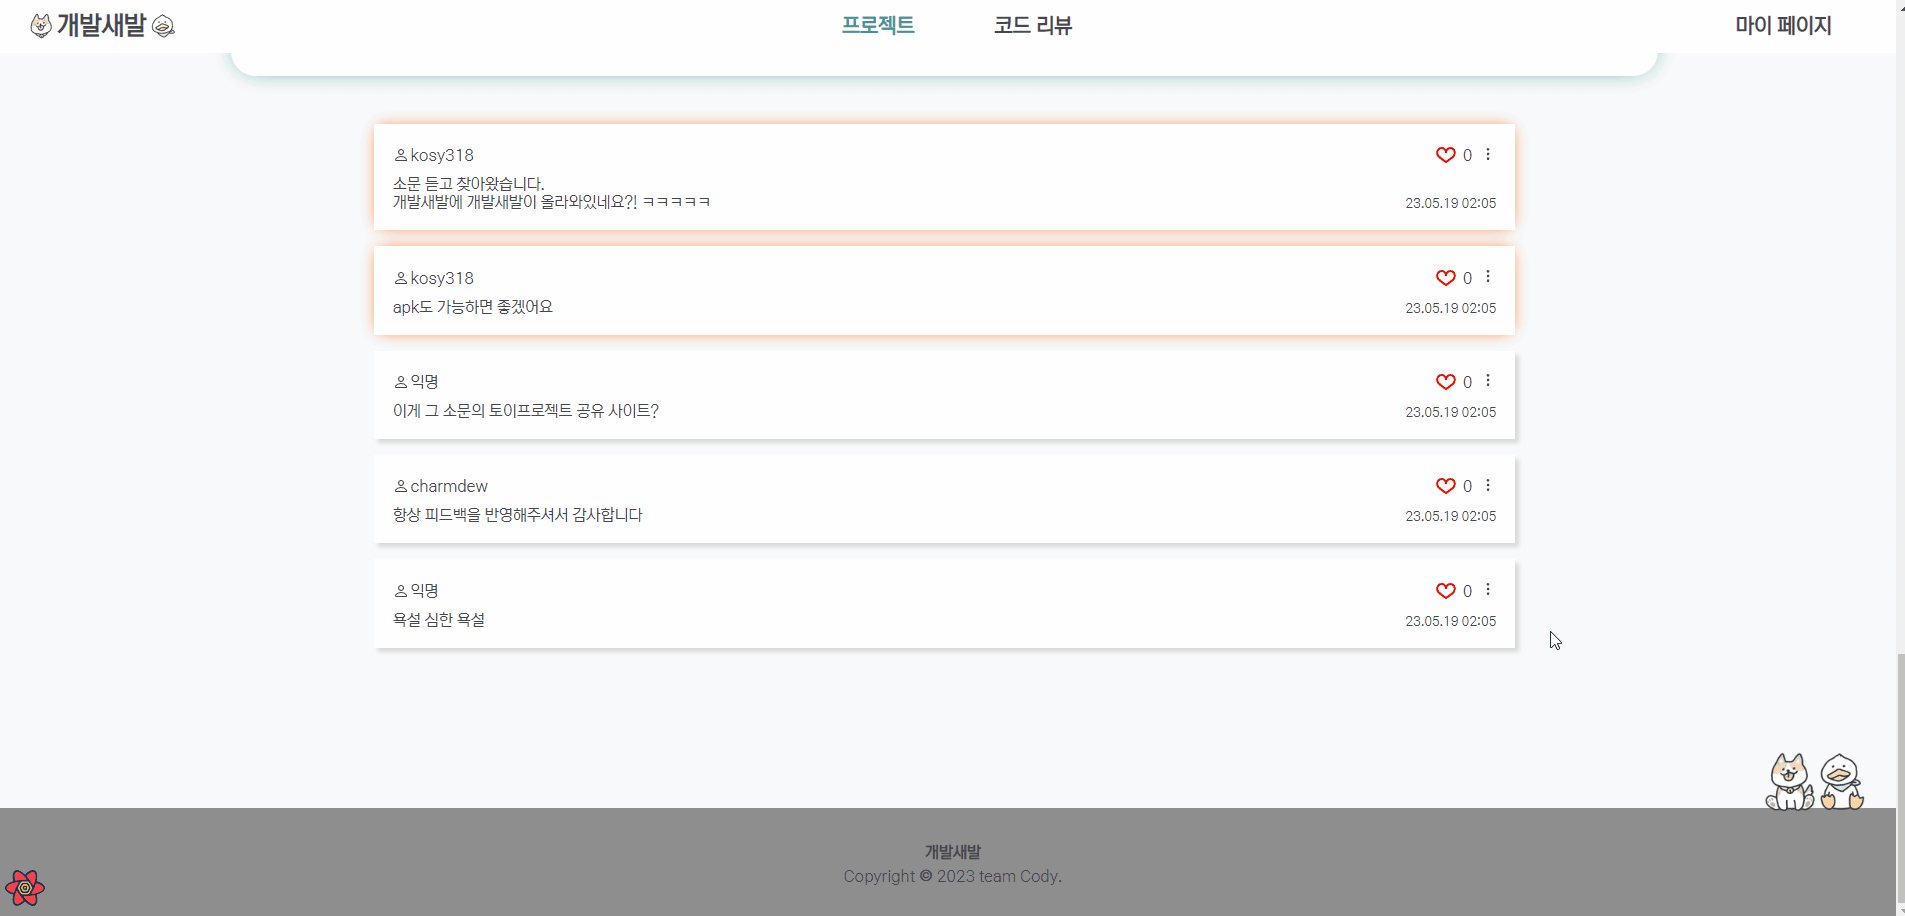 개발새발
프로젝트
코드 리뷰
마이 페이지
kosy318
0
소문 듣고 찾아왔습니다.
개발새발에 개발새발이 올라와있네요?! ㅋㅋㅋㅋㅋ
23.05.19 02:05
kosy318
0
apk도 가능하면 좋겠어요
23.05.19 02:05
익명
0
이게 그 소문의 토이프로젝트 공유 사이트?
23.05.19 02:05
charmdew
0
항상 피드백을 반영해주셔서 감사합니다
23.05.19 02:05
익명
0
욕설 심한 욕설
23.05.19 02:05
개발새발
Copyright © 2023 team Cody.